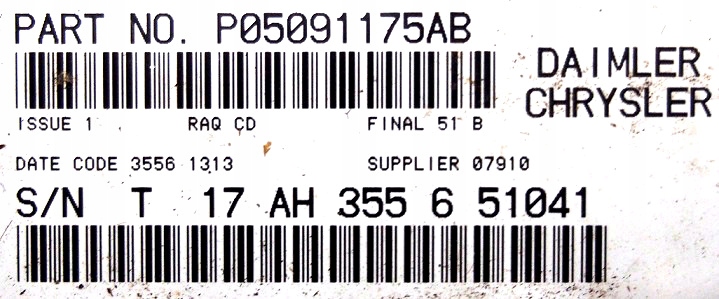 PART NO. P05091175AB
DAIMLER
CHRYSLER
ISSUE 1 RAQ CD FINAL 51 B
DATE CODE 3556 1313 SUPPLIER 07910
S/N T 17 AH 355 6 51041